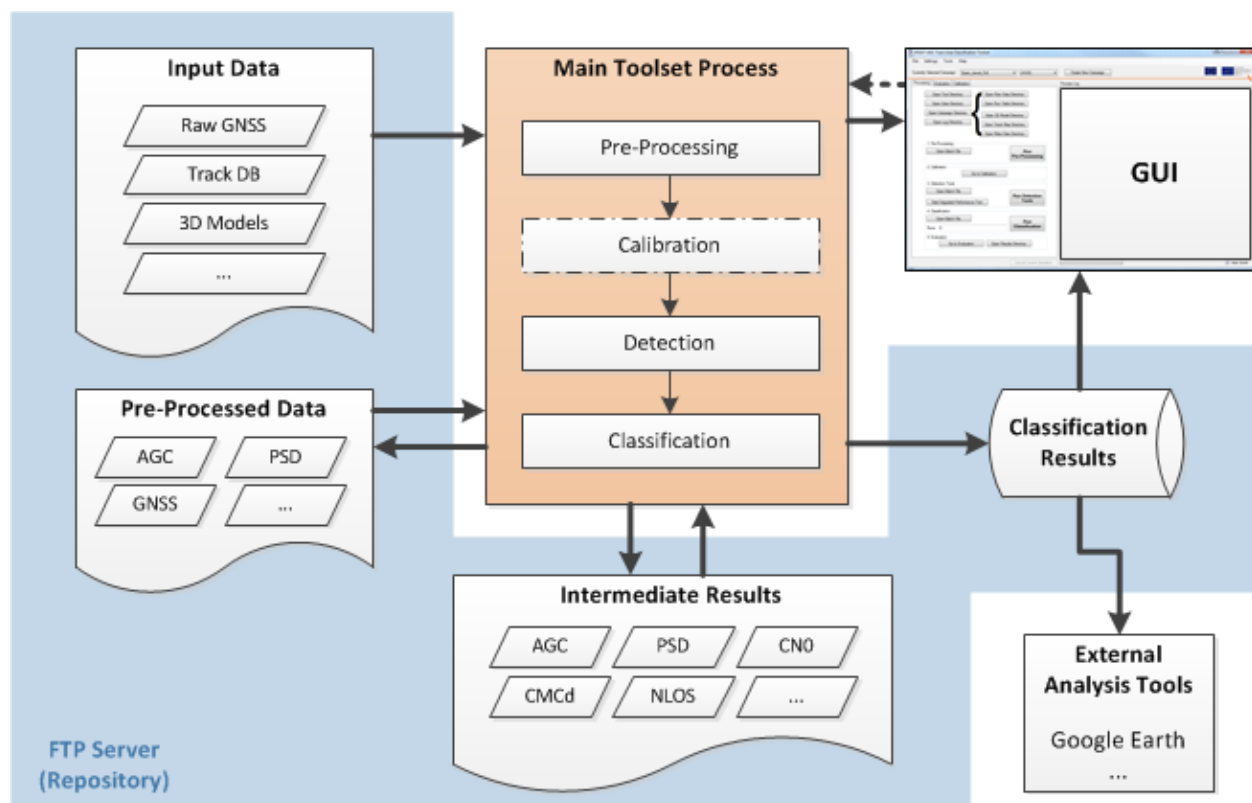 Input Data
Raw GNSS
Track DB
3D Models
...
Main Toolset Process
Pre-Processing
Calibration
Detection
Classification
GUI
Pre-Processed Data
AGC
PSD
GNSS
...
Classification
Results
Intermediate Results
AGC
PSD
CN0
CMCd
NLOS
...
External
Analysis Tools
Google Earth
...
FTP Server
(Repository)